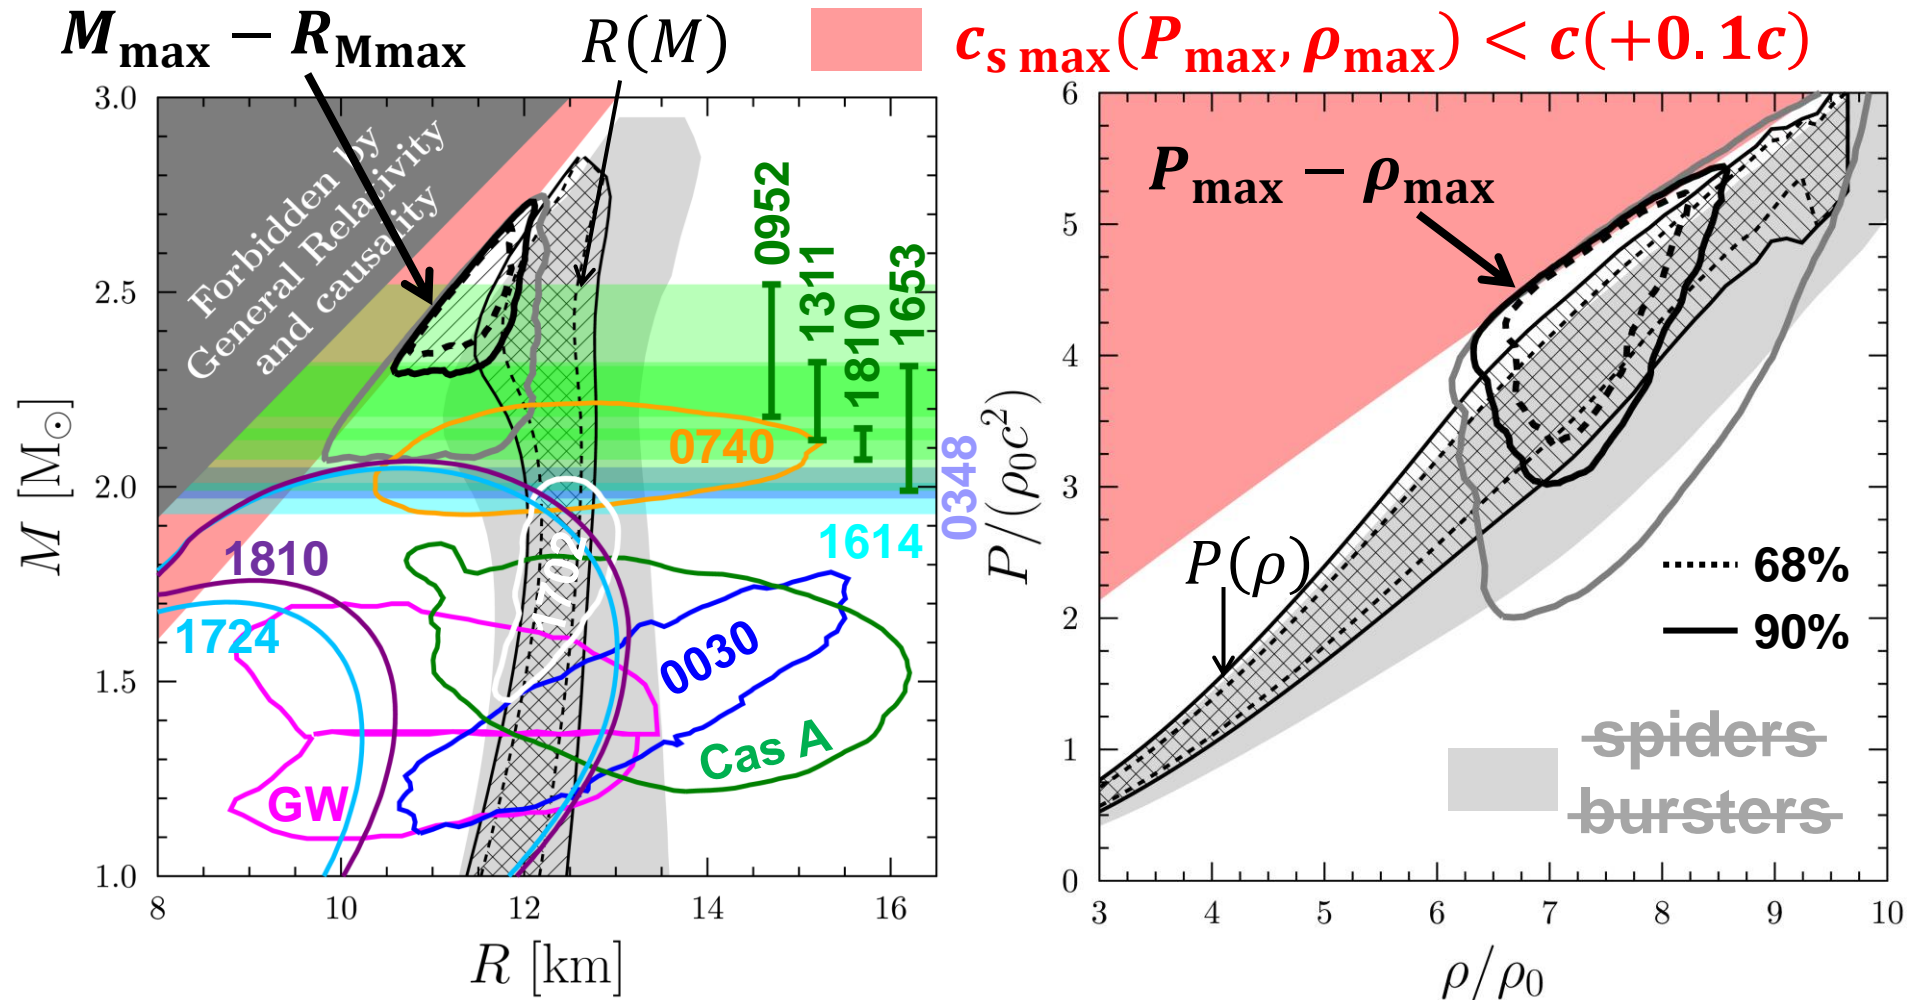 M_max − R_Mmax
R(M)
c_s max(P_max, ρ_max) < c(+0.1c)
Forbidden by
General Relativity
and causality
0952
1311
1810
1653
0740
0348
1614
1810
1724
1702
0030
Cas A
GW
3.0
2.5
2.0
1.5
1.0
M [M_⊙]
8
10
12
14
16
R [km]
P_max − ρ_max
P(ρ)
68%
90%
spiders
bursters
6
5
4
3
2
1
0
P/(ρ₀c²)
3
4
5
6
7
8
9
10
ρ/ρ₀